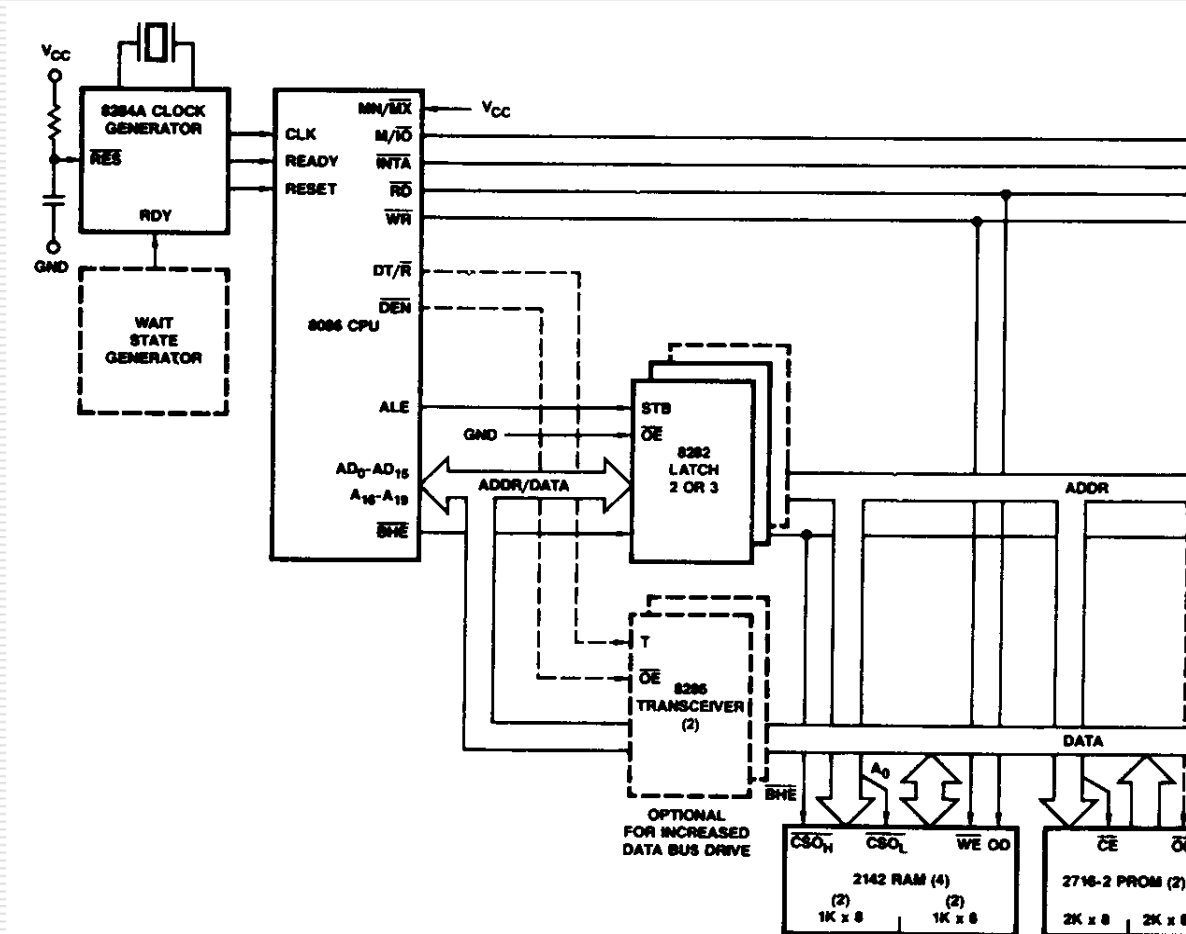 VCC
8284A CLOCK
GENERATOR
RES
RDY
GND
WAIT
STATE
GENERATOR
CLK
READY
RESET
8086 CPU
MN/MX
VCC
M/IO
INTA
RD
WR
DT/R
DEN
ALE
GND
AD0-AD15
A16-A19
BHE
ADDR/DATA
STB
OE
8282
LATCH
2 OR 3
ADDR
T
OE
8286
TRANSCEIVER
(2)
OPTIONAL
FOR INCREASED
DATA BUS DRIVE
DATA
BHE
A0
CSOH
CSOL
WE OD
2142 RAM (4)
(2)
1K x 8
(2)
1K x 8
CE
2716-2 PROM (2)
2K x 8
2K x 8